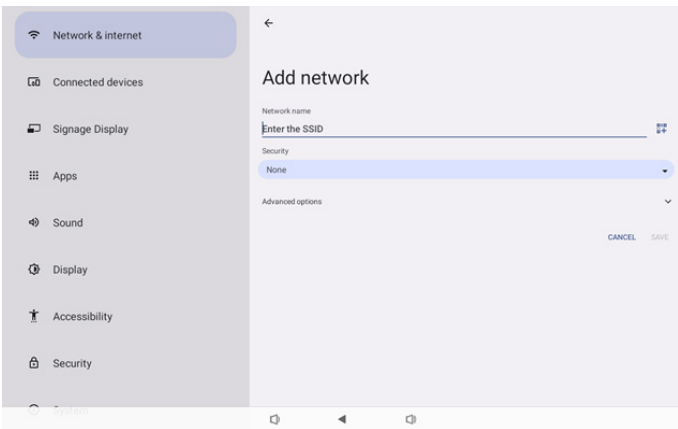 Network & internet
Connected devices
Signage Display
Apps
Sound
Display
Accessibility
Security
System
Add network
Network name
Enter the SSID
Security
None
Advanced options
CANCEL SAVE